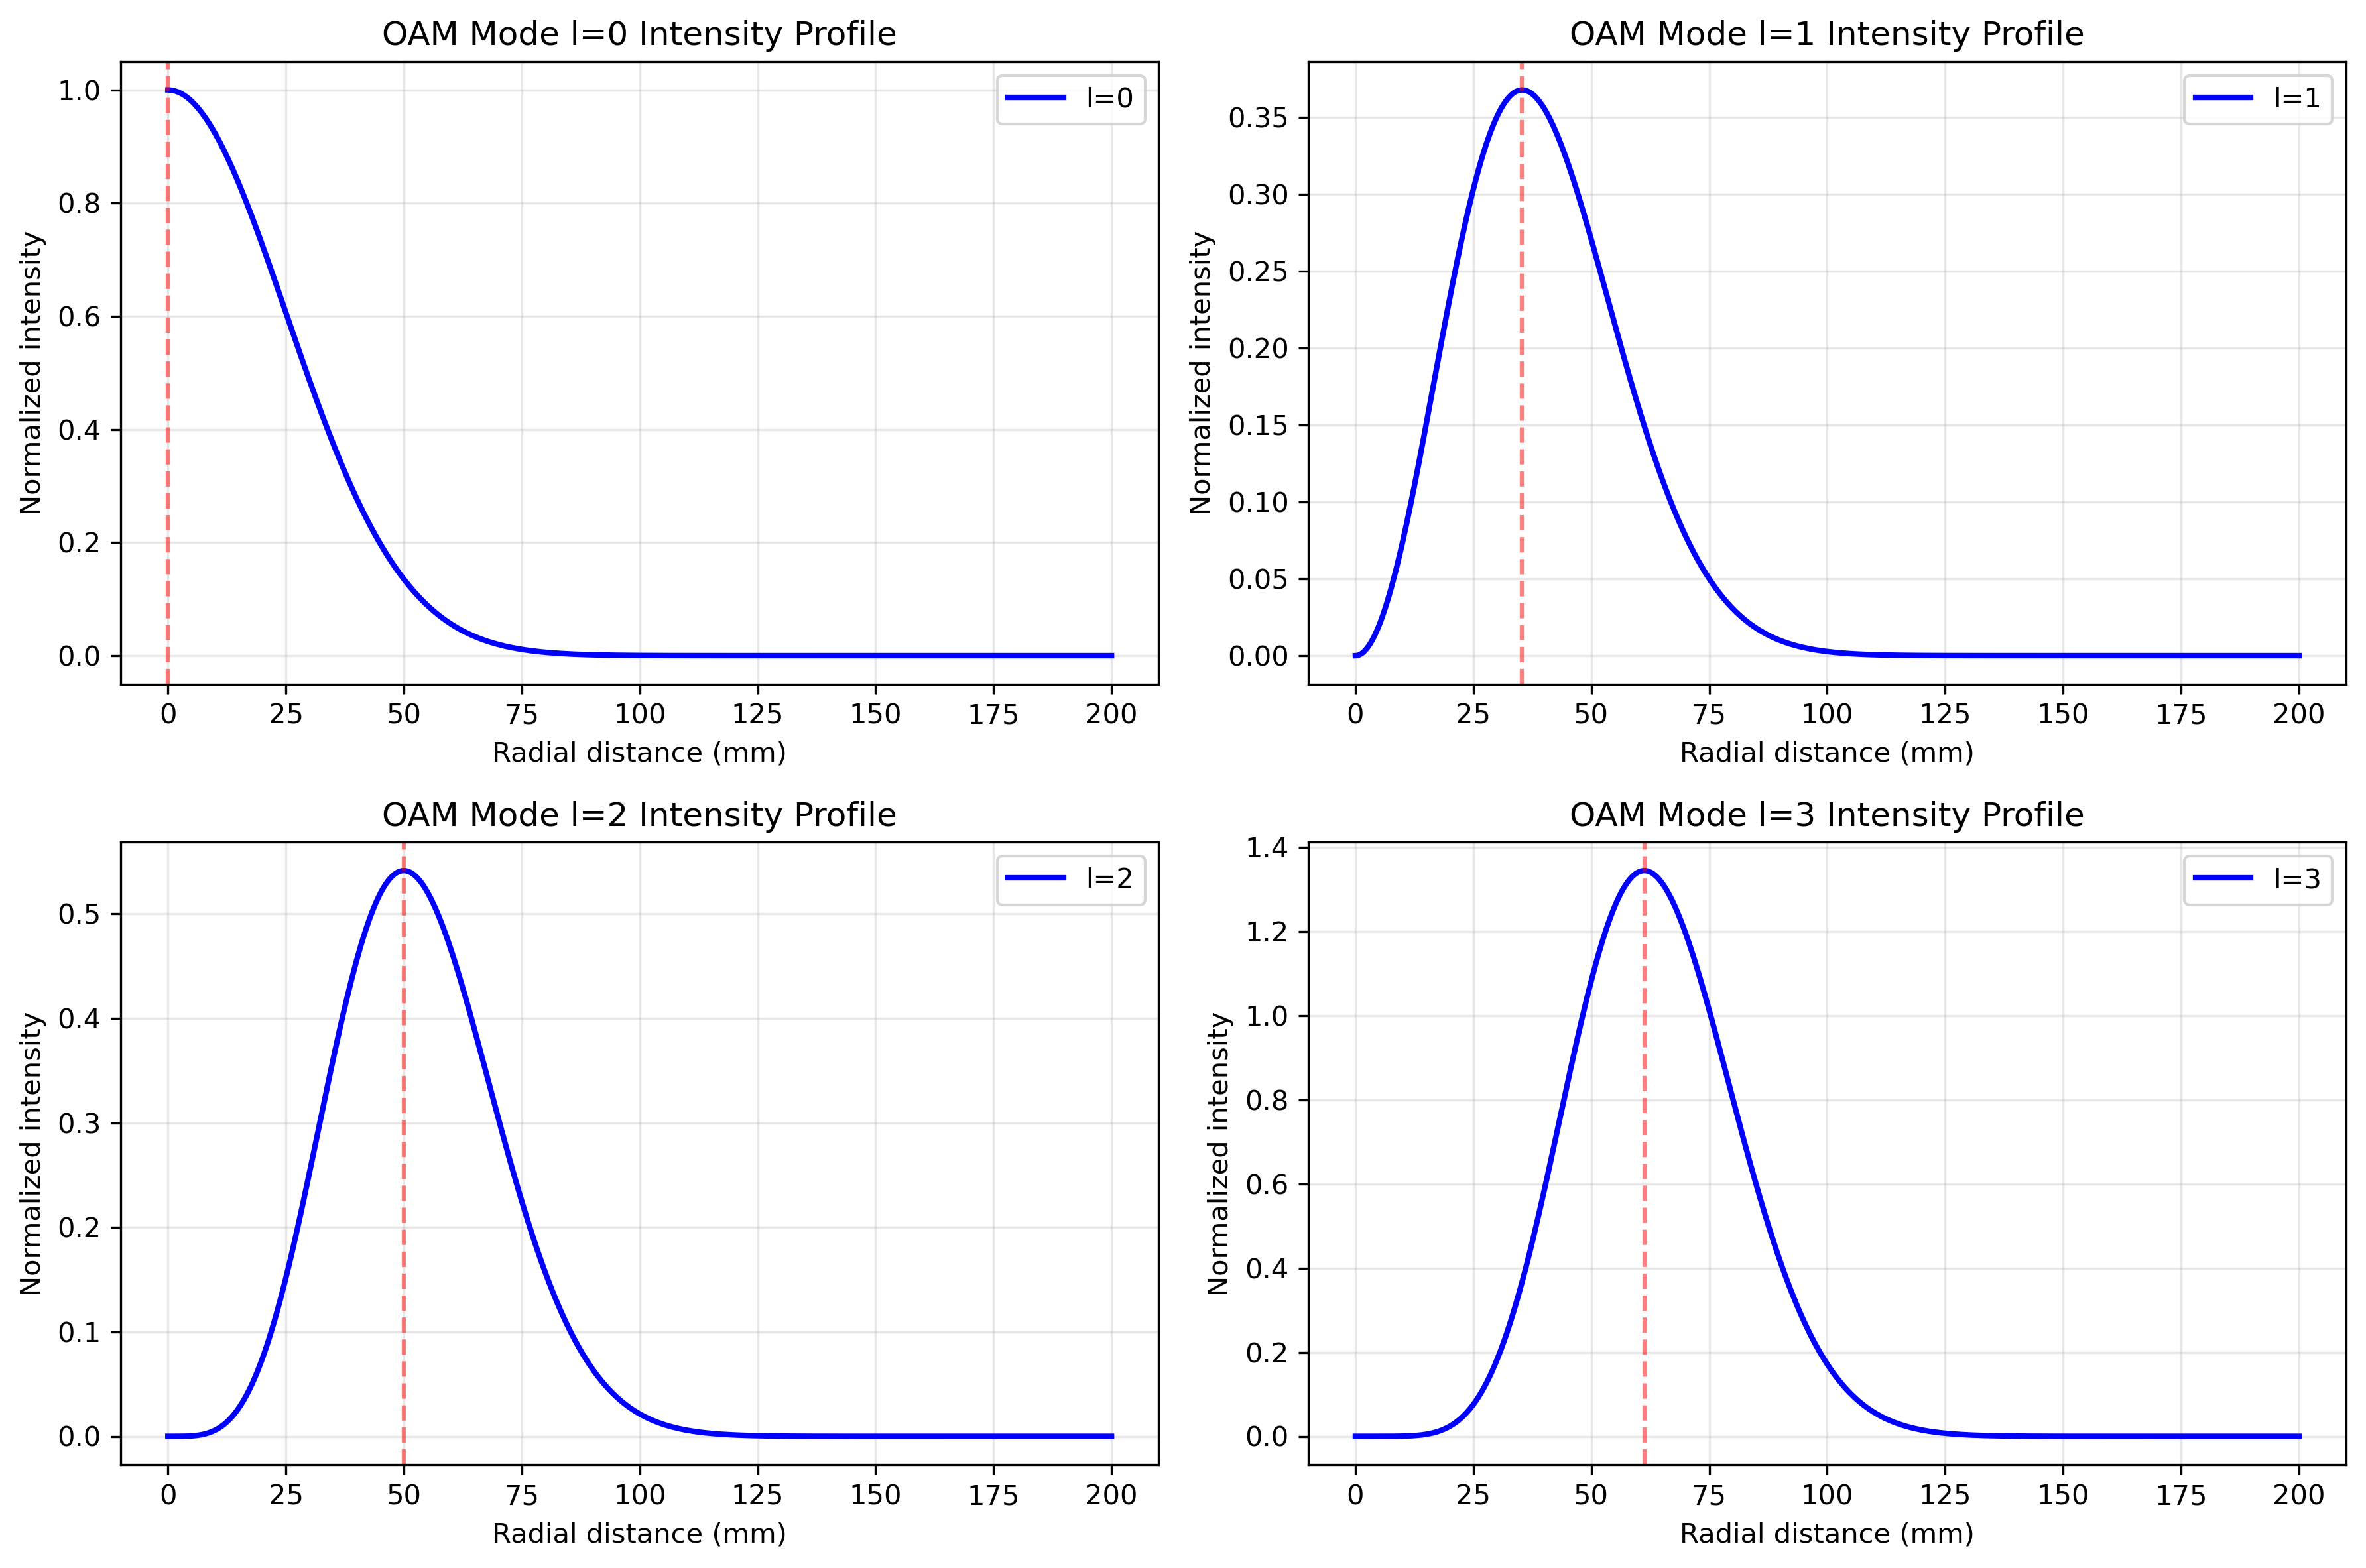 OAM Mode l=0 Intensity Profile
Normalized intensity
1.0
0.8
0.6
0.4
0.2
0.0
l=0
0 25 50 75 100 125 150 175 200
Radial distance (mm)
OAM Mode l=1 Intensity Profile
Normalized intensity
0.35
0.30
0.25
0.20
0.15
0.10
0.05
0.00
l=1
0 25 50 75 100 125 150 175 200
Radial distance (mm)
OAM Mode l=2 Intensity Profile
Normalized intensity
0.5
0.4
0.3
0.2
0.1
0.0
l=2
0 25 50 75 100 125 150 175 200
Radial distance (mm)
OAM Mode l=3 Intensity Profile
Normalized intensity
1.4
1.2
1.0
0.8
0.6
0.4
0.2
0.0
l=3
0 25 50 75 100 125 150 175 200
Radial distance (mm)